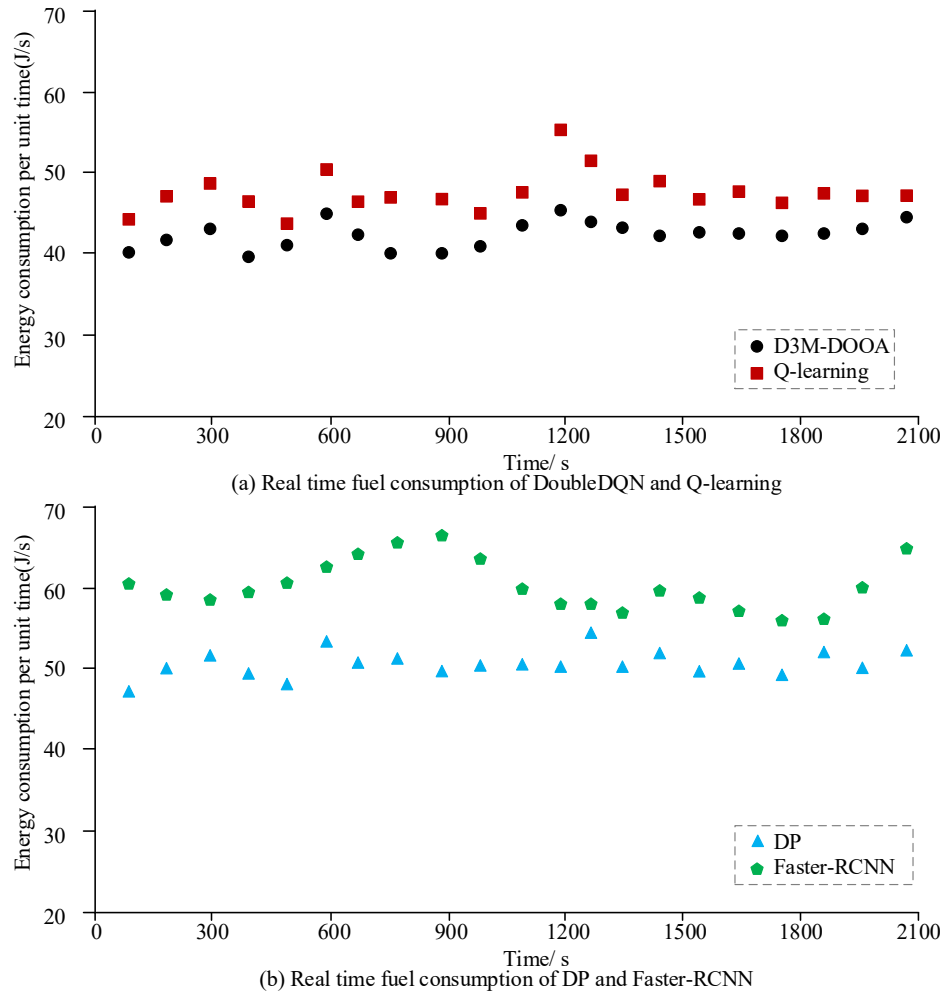 70
60
50
40
30
20
Energy consumption per unit time(J/s)
D3M-DOOA
Q-learning
0 300 600 900 1200 1500 1800 2100
Time/ s
(a) Real time fuel consumption of DoubleDQN and Q-learning
70
60
50
40
30
20
Energy consumption per unit time(J/s)
DP
Faster-RCNN
0 300 600 900 1200 1500 1800 2100
Time/ s
(b) Real time fuel consumption of DP and Faster-RCNN